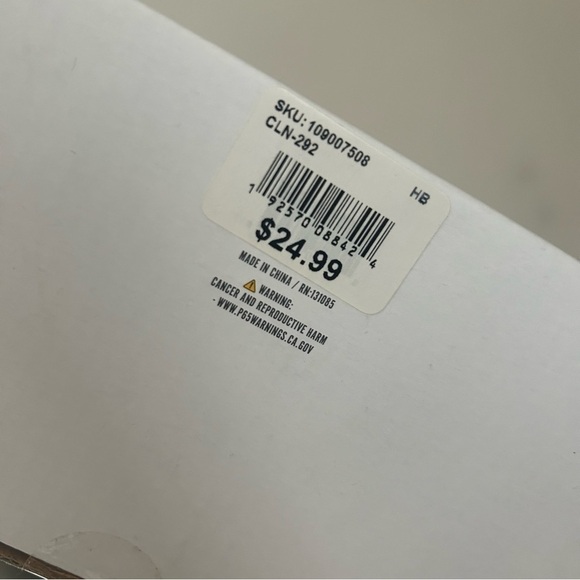 SKU:109007508
CLN-292
HB
1 92570 08842 4
$24.99
MADE IN CHINA / RN:131085
⚠ WARNING:
CANCER AND REPRODUCTIVE HARM
- WWW.P65WARNINGS.CA.GOV